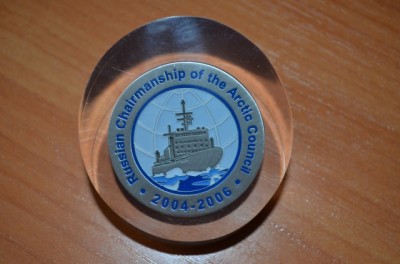 Russian Chairmanship of the Arctic Council
• 2004-2006 •